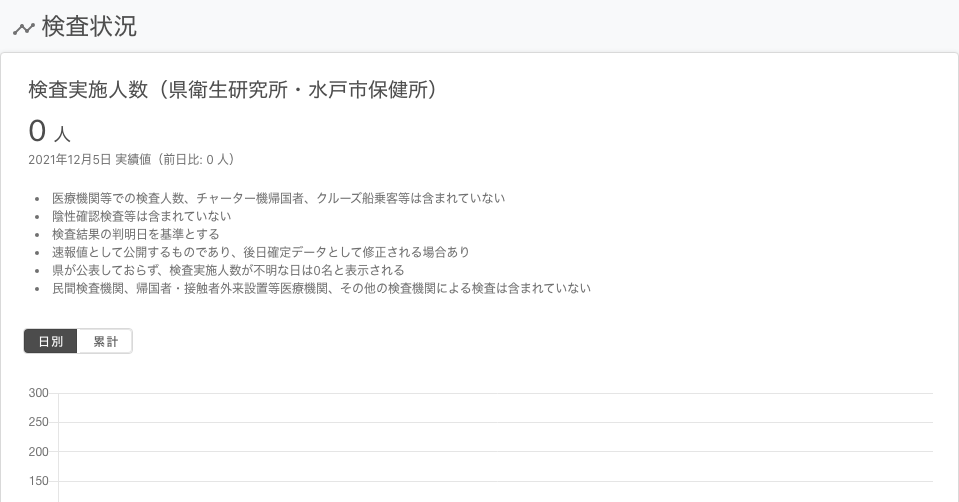 検査状況
検査実施人数（県衛生研究所・水戸市保健所）
0 人
2021年12月5日 実績値（前日比: 0 人）
• 医療機関等での検査人数、チャーター機帰国者、クルーズ船乗客等は含まれていない
• 陰性確認検査等は含まれていない
• 検査結果の判明日を基準とする
• 速報値として公開するものであり、後日確定データとして修正される場合あり
• 県が公表しておらず、検査実施人数が不明な日は0名と表示される
• 民間検査機関、帰国者・接触者外来設置等医療機関、その他の検査機関による検査は含まれていない
日別 累計
300
250
200
150